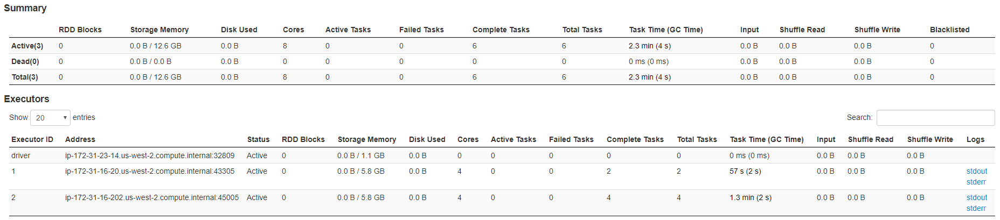 Summary
RDD Blocks Storage Memory Disk Used Cores Active Tasks Failed Tasks Complete Tasks Total Tasks Task Time (GC Time) Input Shuffle Read Shuffle Write Blacklisted
Active(3) 0 0.0 B / 12.6 GB 0.0 B 8 0 0 6 6 2.3 min (4 s) 0.0 B 0.0 B 0.0 B 0
Dead(0) 0 0.0 B / 0.0 B 0.0 B 0 0 0 0 0 0 ms (0 ms) 0.0 B 0.0 B 0.0 B 0
Total(3) 0 0.0 B / 12.6 GB 0.0 B 8 0 0 6 6 2.3 min (4 s) 0.0 B 0.0 B 0.0 B 0
Executors
Show 20 entries Search:
Executor ID Address Status RDD Blocks Storage Memory Disk Used Cores Active Tasks Failed Tasks Complete Tasks Total Tasks Task Time (GC Time) Input Shuffle Read Shuffle Write Logs
driver ip-172-31-23-14.us-west-2.compute.internal:32809 Active 0 0.0 B / 1.1 GB 0.0 B 0 0 0 0 0 0 ms (0 ms) 0.0 B 0.0 B 0.0 B
1 ip-172-31-16-20.us-west-2.compute.internal:43305 Active 0 0.0 B / 5.8 GB 0.0 B 4 0 0 2 2 57 s (2 s) 0.0 B 0.0 B 0.0 B stdout
stderr
2 ip-172-31-16-202.us-west-2.compute.internal:45005 Active 0 0.0 B / 5.8 GB 0.0 B 4 0 0 4 4 1.3 min (2 s) 0.0 B 0.0 B 0.0 B stdout
stderr